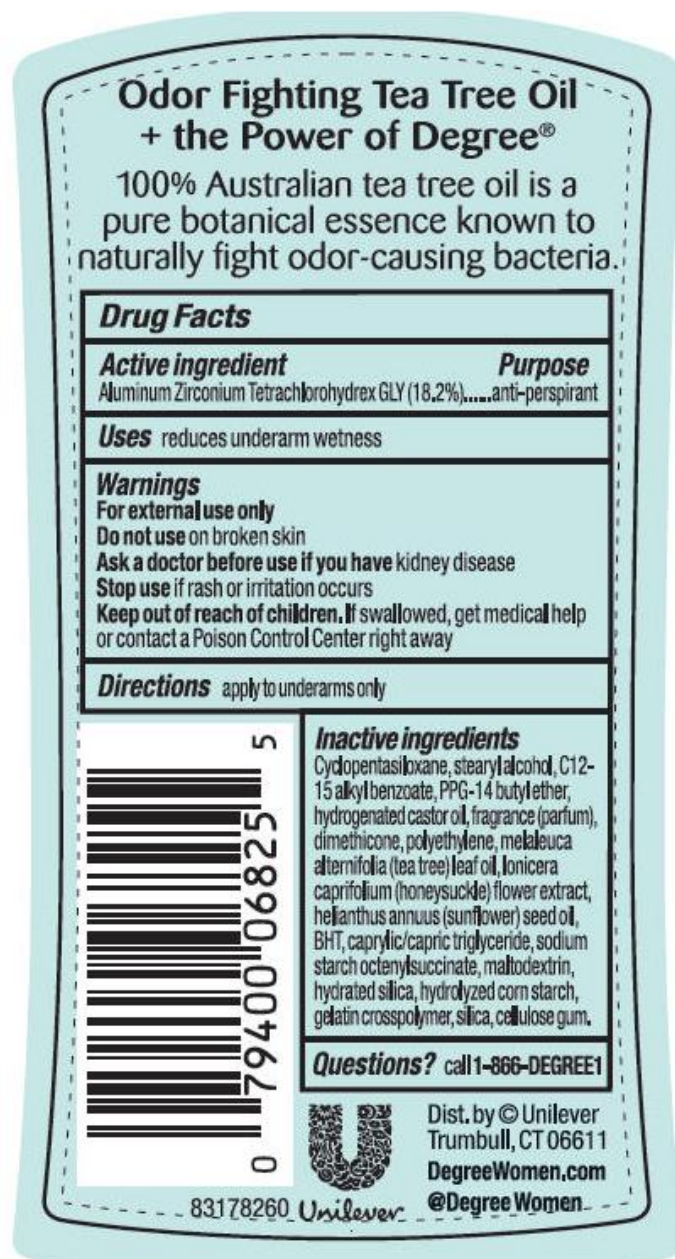 Odor Fighting Tea Tree Oil
+ the Power of Degree®
100% Australian tea tree oil is a
pure botanical essence known to
naturally fight odor-causing bacteria.
Drug Facts
Active ingredient Purpose
Aluminum Zirconium Tetrachlorohydrex GLY (18.2%)......anti-perspirant
Uses reduces underarm wetness
Warnings
For external use only
Do not use on broken skin
Ask a doctor before use if you have kidney disease
Stop use if rash or irritation occurs
Keep out of reach of children. If swallowed, get medical help
or contact a Poison Control Center right away
Directions apply to underarms only
0 79400 06825 5
Inactive ingredients
Cyclopentasiloxane, stearyl alcohol, C12-
15 alkyl benzoate, PPG-14 butyl ether,
hydrogenated castor oil, fragrance (parfum),
dimethicone, polyethylene, melaleuca
alternifolia (tea tree) leaf oil, lonicera
caprifolium (honeysuckle) flower extract,
helianthus annuus (sunflower) seed oil,
BHT, caprylic/capric triglyceride, sodium
starch octenylsuccinate, maltodextrin,
hydrated silica, hydrolyzed corn starch,
gelatin crosspolymer, silica, cellulose gum.
Questions? call 1-866-DEGREE1
83178260 Unilever
Dist. by © Unilever
Trumbull, CT 06611
DegreeWomen.com
@DegreeWomen